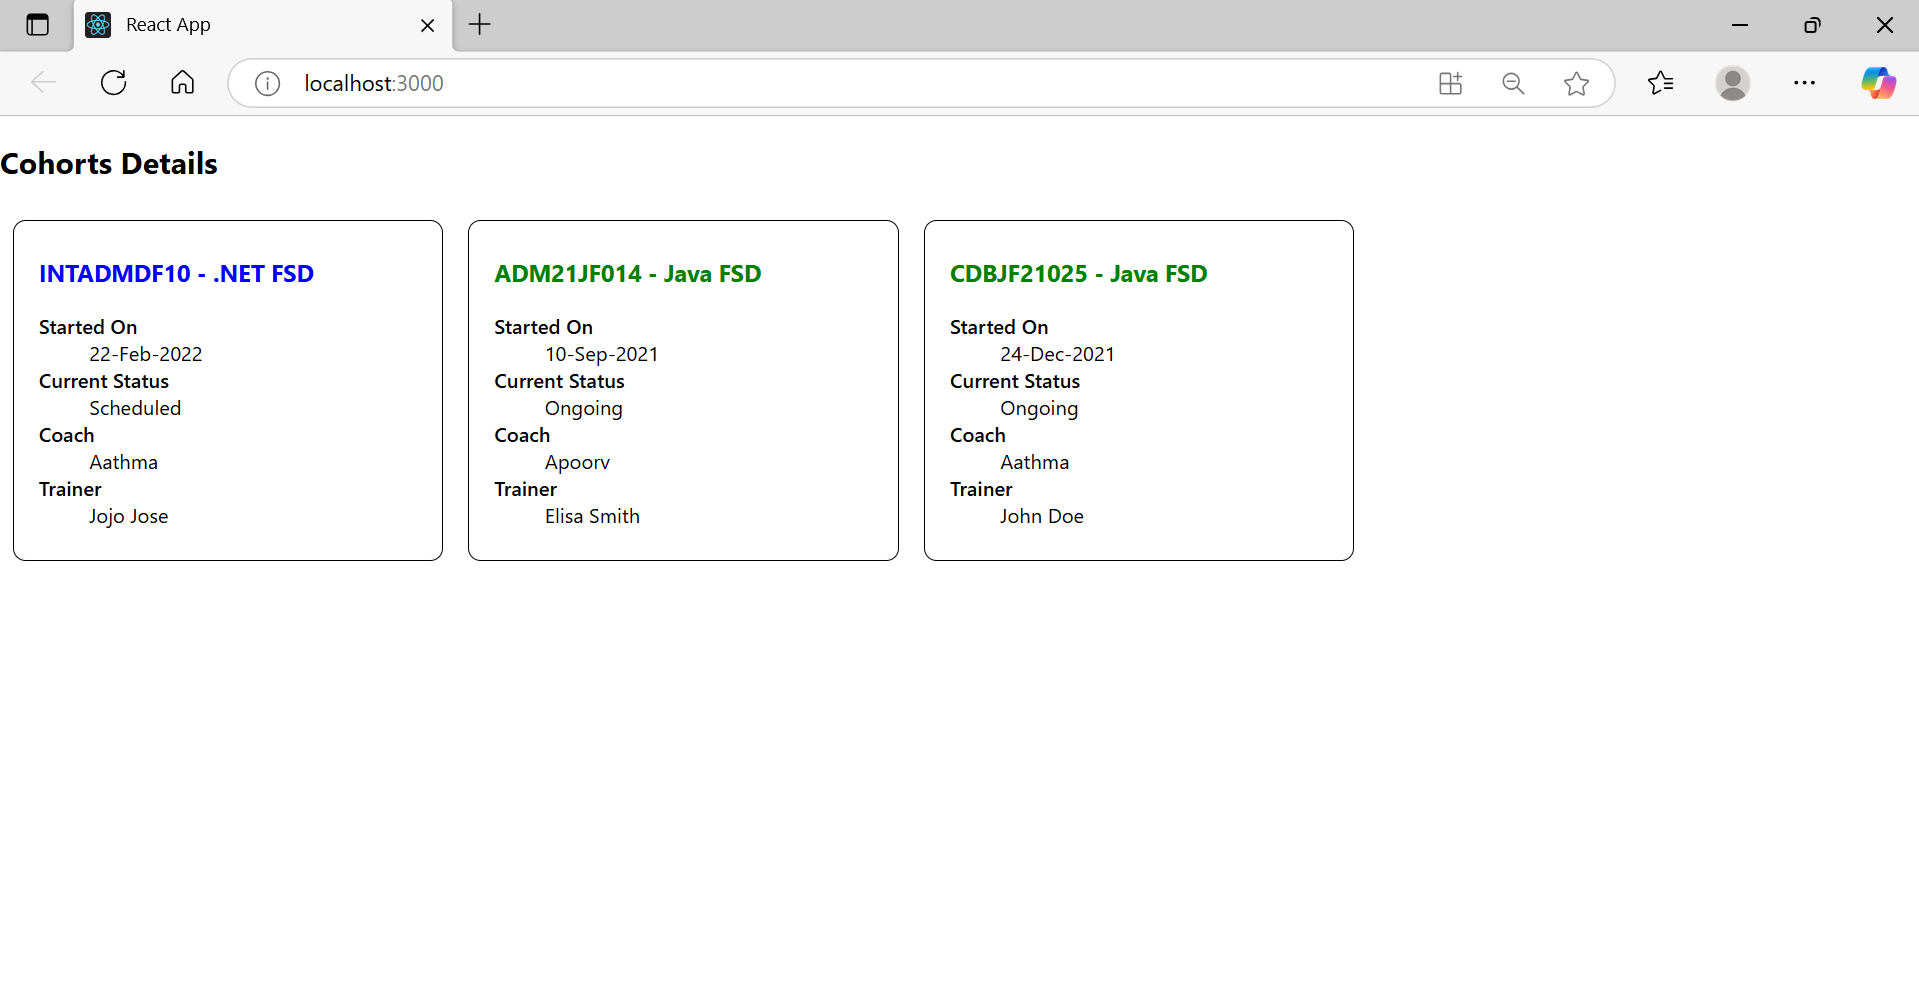 React App
localhost:3000
Cohorts Details
INTADMDF10 - .NET FSD
Started On
22-Feb-2022
Current Status
Scheduled
Coach
Aathma
Trainer
Jojo Jose
ADM21JF014 - Java FSD
Started On
10-Sep-2021
Current Status
Ongoing
Coach
Apoorv
Trainer
Elisa Smith
CDBJF21025 - Java FSD
Started On
24-Dec-2021
Current Status
Ongoing
Coach
Aathma
Trainer
John Doe